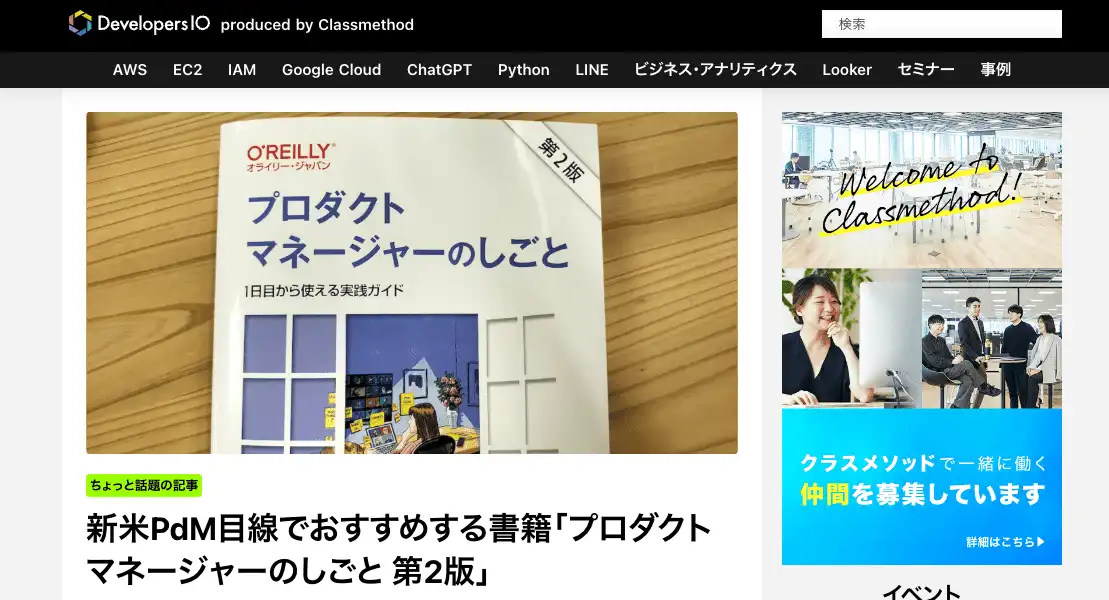 DevelopersIO produced by Classmethod
検索
AWS EC2 IAM Google Cloud ChatGPT Python LINE ビジネス・アナリティクス Looker セミナー 事例
O'REILLY®
オライリー・ジャパン
第2版
プロダクト
マネージャーのしごと
1日目から使える実践ガイド
ちょっと話題の記事
新米PdM目線でおすすめする書籍「プロダクト
マネージャーのしごと 第2版」
Welcome to
Classmethod!
クラスメソッドで一緒に働く
仲間を募集しています
詳細はこちら▶
イベント